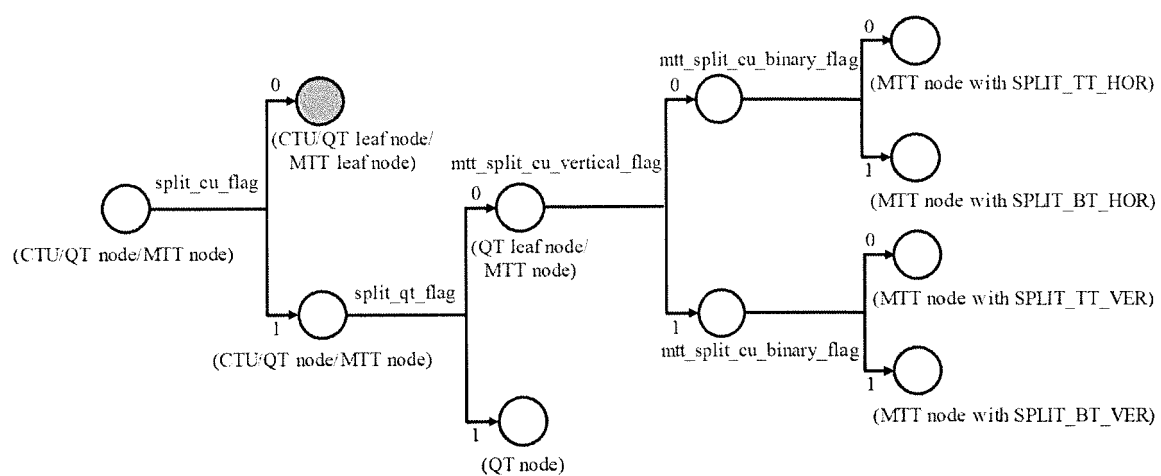 0
mtt_split_cu_binary_flag
0
(MTT node with SPLIT_TT_HOR)
0
(CTU/QT leaf node/
MTT leaf node)
mtt_split_cu_vertical_flag
1
(MTT node with SPLIT_BT_HOR)
split_cu_flag
0
(QT leaf node/
MTT node)
(CTU/QT node/MTT node)
0
(MTT node with SPLIT_TT_VER)
split_qt_flag
1
(CTU/QT node/MTT node)
1
mtt_split_cu_binary_flag
1
(MTT node with SPLIT_BT_VER)
1
(QT node)